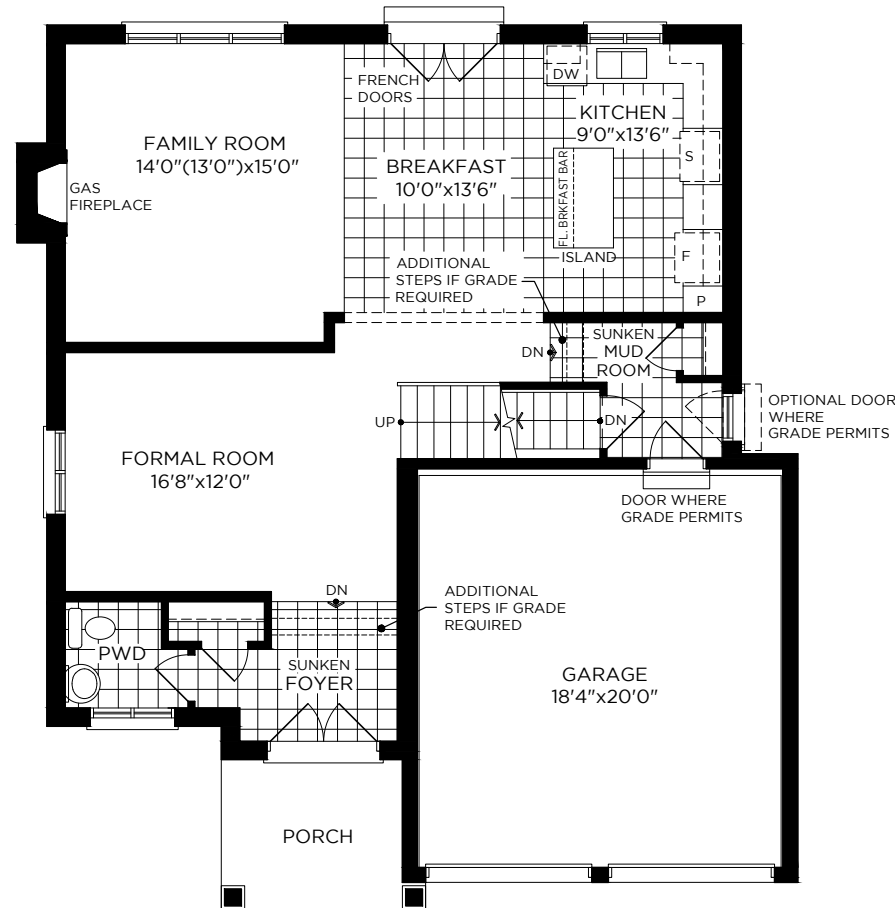 FRENCH
DOORS
DW
KITCHEN
9'0"x13'6"
FAMILY ROOM
14'0"(13'0")x15'0"
BREAKFAST
10'0"x13'6"
S
GAS
FIREPLACE
FL. BRKFAST BAR
ISLAND
F
P
ADDITIONAL
STEPS IF GRADE
REQUIRED
SUNKEN
MUD
ROOM
DN
UP
DN
OPTIONAL DOOR
WHERE
GRADE PERMITS
FORMAL ROOM
16'8"x12'0"
DOOR WHERE
GRADE PERMITS
DN
ADDITIONAL
STEPS IF GRADE
REQUIRED
PWD
SUNKEN
FOYER
GARAGE
18'4"x20'0"
PORCH